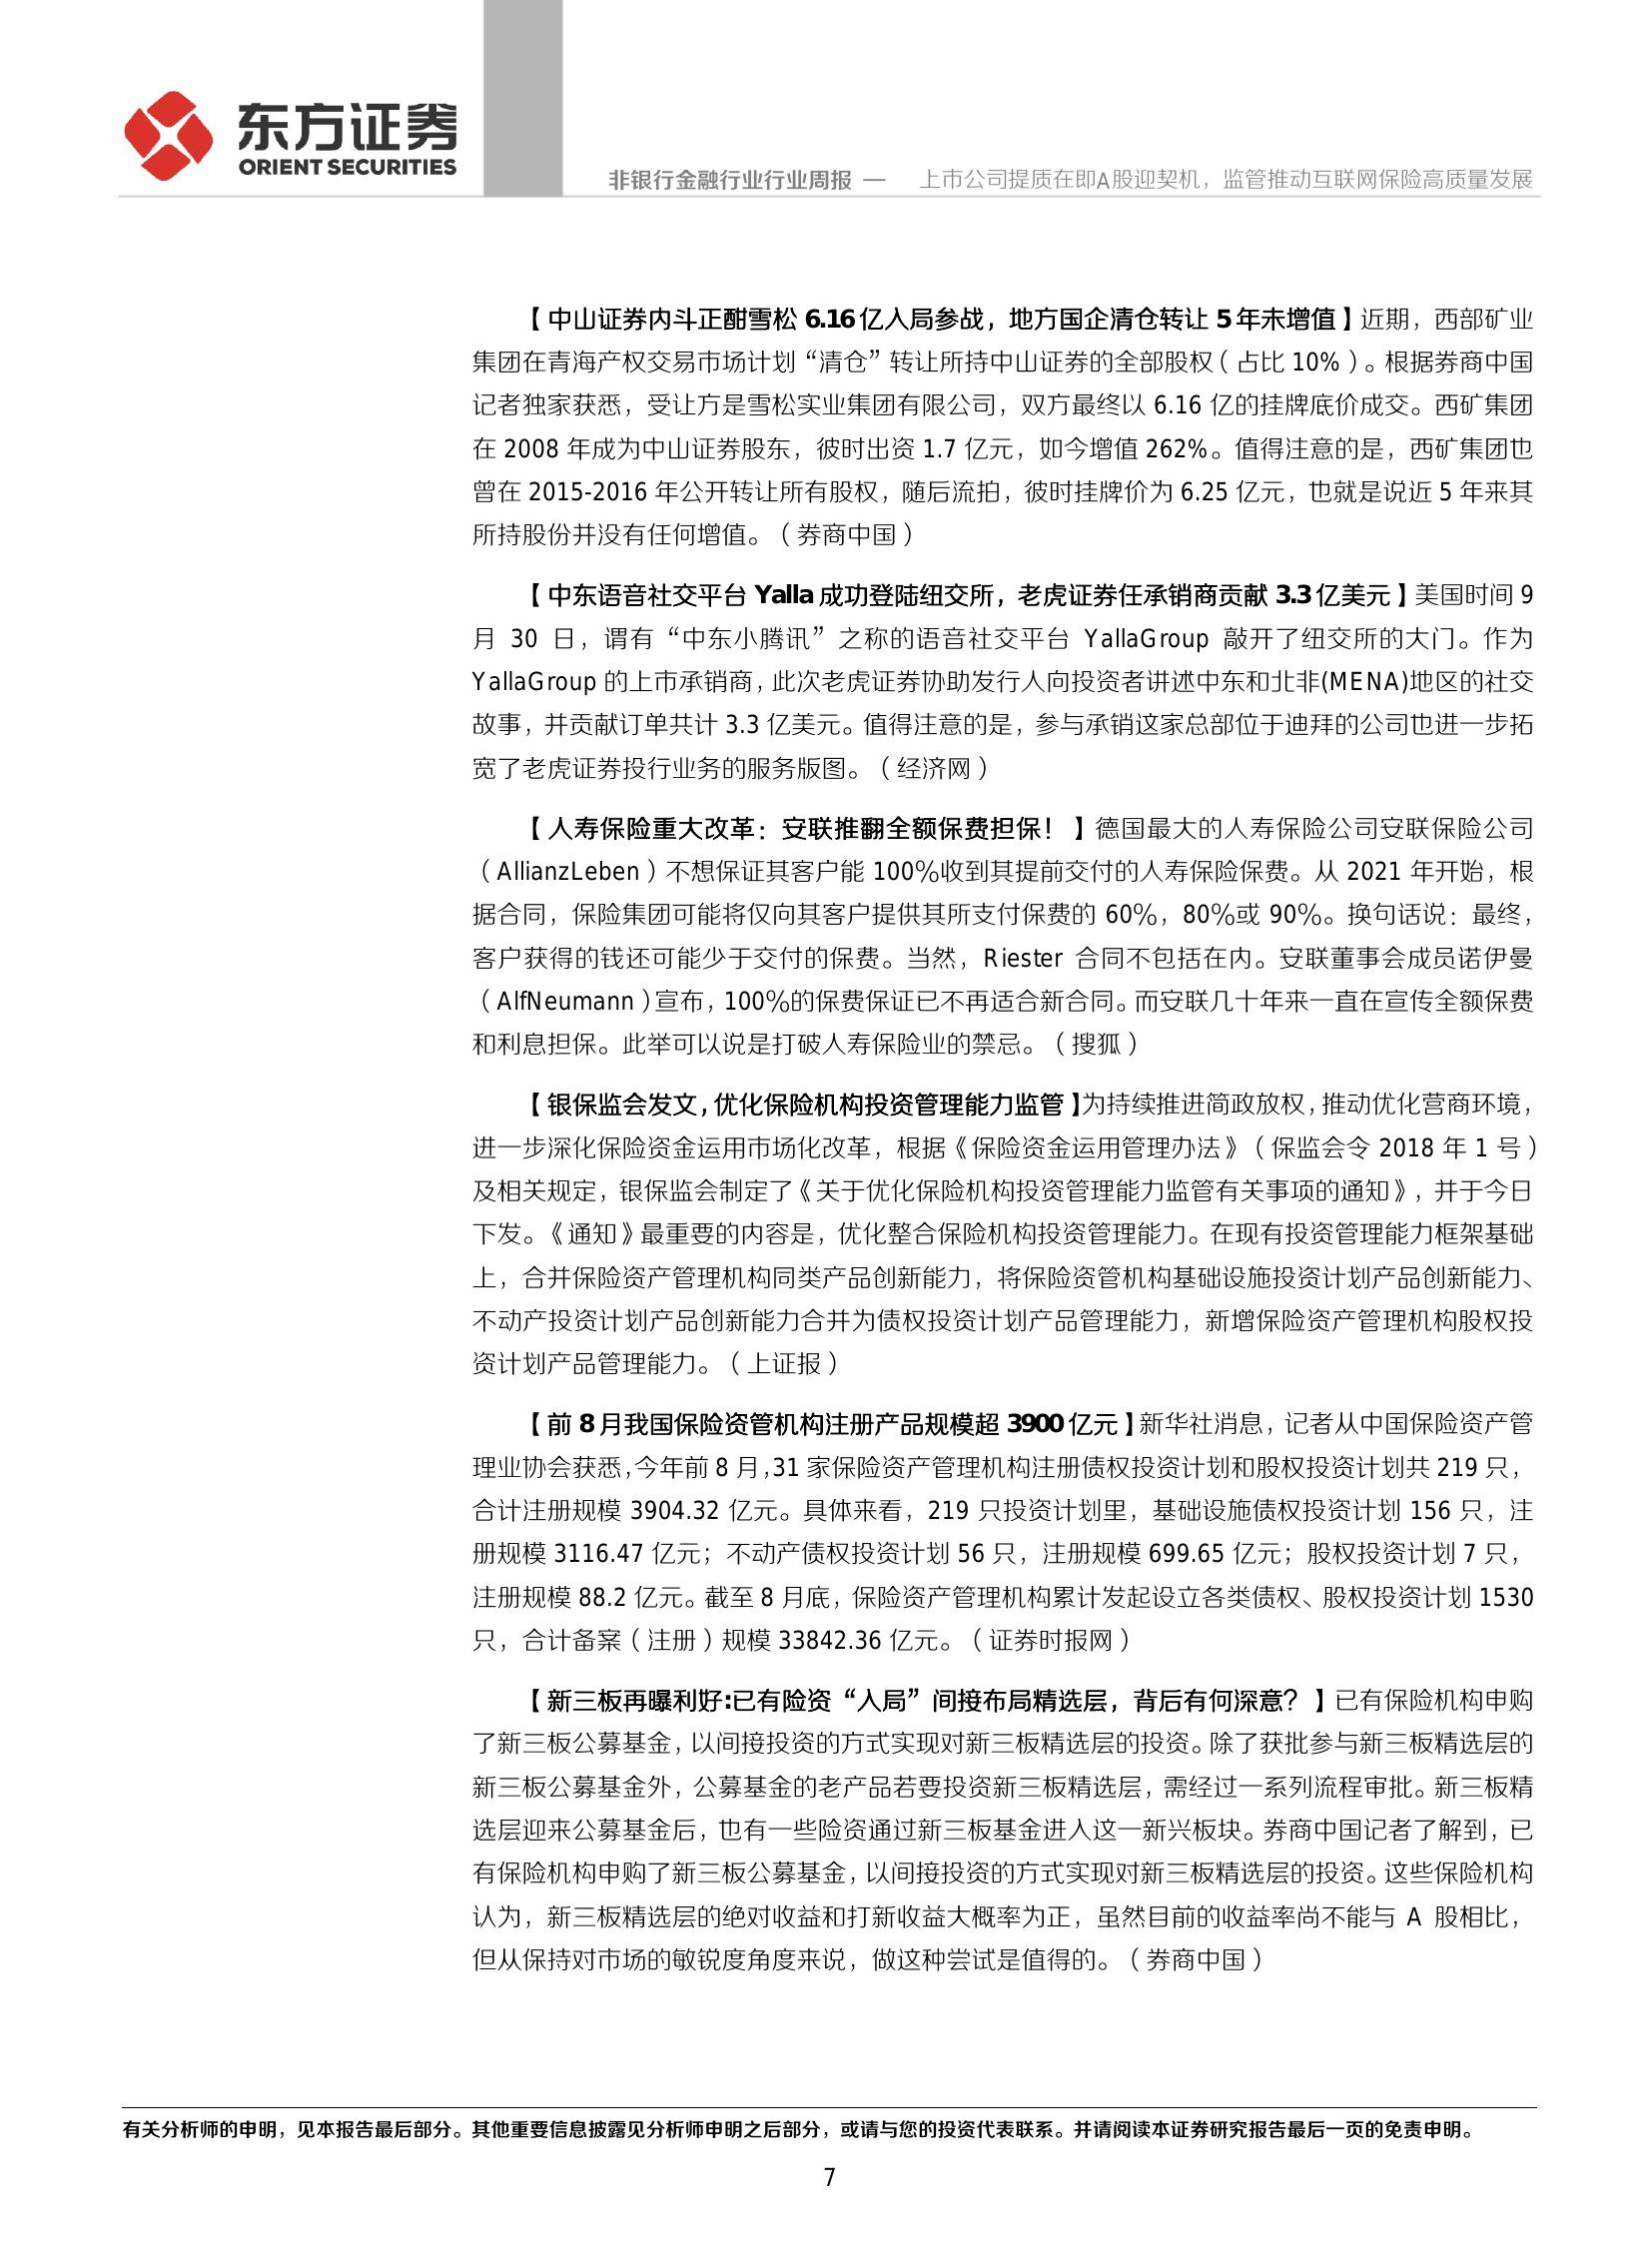 东方证券
ORIENT SECURITIES
非银行金融行业行业周报 —  上市公司提质在即A股迎契机，监管推动互联网保险高质量发展
【中山证券内斗正酣雪松 6.16 亿入局参战，地方国企清仓转让 5 年未增值】近期，西部矿业
集团在青海产权交易市场计划“清仓”转让所持中山证券的全部股权（占比 10%）。根据券商中国
记者独家获悉，受让方是雪松实业集团有限公司，双方最终以 6.16 亿的挂牌底价成交。西矿集团
在 2008 年成为中山证券股东，彼时出资 1.7 亿元，如今增值 262%。值得注意的是，西矿集团也
曾在 2015-2016 年公开转让所有股权，随后流拍，彼时挂牌价为 6.25 亿元，也就是说近 5 年来其
所持股份并没有任何增值。（券商中国）
【中东语音社交平台 Yalla 成功登陆纽交所，老虎证券任承销商贡献 3.3 亿美元】美国时间 9
月 30 日，谓有“中东小腾讯”之称的语音社交平台 YallaGroup 敲开了纽交所的大门。作为
YallaGroup 的上市承销商，此次老虎证券协助发行人向投资者讲述中东和北非(MENA)地区的社交
故事，并贡献订单共计 3.3 亿美元。值得注意的是，参与承销这家总部位于迪拜的公司也进一步拓
宽了老虎证券投行业务的服务版图。（经济网）
【人寿保险重大改革：安联推翻全额保费担保！】德国最大的人寿保险公司安联保险公司
（AllianzLeben）不想保证其客户能 100％收到其提前交付的人寿保险保费。从 2021 年开始，根
据合同，保险集团可能将仅向其客户提供其所支付保费的 60％，80％或 90％。换句话说：最终，
客户获得的钱还可能少于交付的保费。当然，Riester 合同不包括在内。安联董事会成员诺伊曼
（AlfNeumann）宣布，100％的保费保证已不再适合新合同。而安联几十年来一直在宣传全额保费
和利息担保。此举可以说是打破人寿保险业的禁忌。（搜狐）
【银保监会发文，优化保险机构投资管理能力监管】为持续推进简政放权，推动优化营商环境，
进一步深化保险资金运用市场化改革，根据《保险资金运用管理办法》（保监会令 2018 年 1 号）
及相关规定，银保监会制定了《关于优化保险机构投资管理能力监管有关事项的通知》，并于今日
下发。《通知》最重要的内容是，优化整合保险机构投资管理能力。在现有投资管理能力框架基础
上，合并保险资产管理机构同类产品创新能力，将保险资管机构基础设施投资计划产品创新能力、
不动产投资计划产品创新能力合并为债权投资计划产品管理能力，新增保险资产管理机构股权投
资计划产品管理能力。（上证报）
【前 8 月我国保险资管机构注册产品规模超 3900 亿元】新华社消息，记者从中国保险资产管
理业协会获悉，今年前 8 月，31 家保险资产管理机构注册债权投资计划和股权投资计划共 219 只，
合计注册规模 3904.32 亿元。具体来看，219 只投资计划里，基础设施债权投资计划 156 只，注
册规模 3116.47 亿元；不动产债权投资计划 56 只，注册规模 699.65 亿元；股权投资计划 7 只，
注册规模 88.2 亿元。截至 8 月底，保险资产管理机构累计发起设立各类债权、股权投资计划 1530
只，合计备案（注册）规模 33842.36 亿元。（证券时报网）
【新三板再曝利好:已有险资“入局”间接布局精选层，背后有何深意？】已有保险机构申购
了新三板公募基金，以间接投资的方式实现对新三板精选层的投资。除了获批参与新三板精选层的
新三板公募基金外，公募基金的老产品若要投资新三板精选层，需经过一系列流程审批。新三板精
选层迎来公募基金后，也有一些险资通过新三板基金进入这一新兴板块。券商中国记者了解到，已
有保险机构申购了新三板公募基金，以间接投资的方式实现对新三板精选层的投资。这些保险机构
认为，新三板精选层的绝对收益和打新收益大概率为正，虽然目前的收益率尚不能与 A 股相比，
但从保持对市场的敏锐度角度来说，做这种尝试是值得的。（券商中国）
有关分析师的申明，见本报告最后部分。其他重要信息披露见分析师申明之后部分，或请与您的投资代表联系。并请阅读本证券研究报告最后一页的免责申明。
7